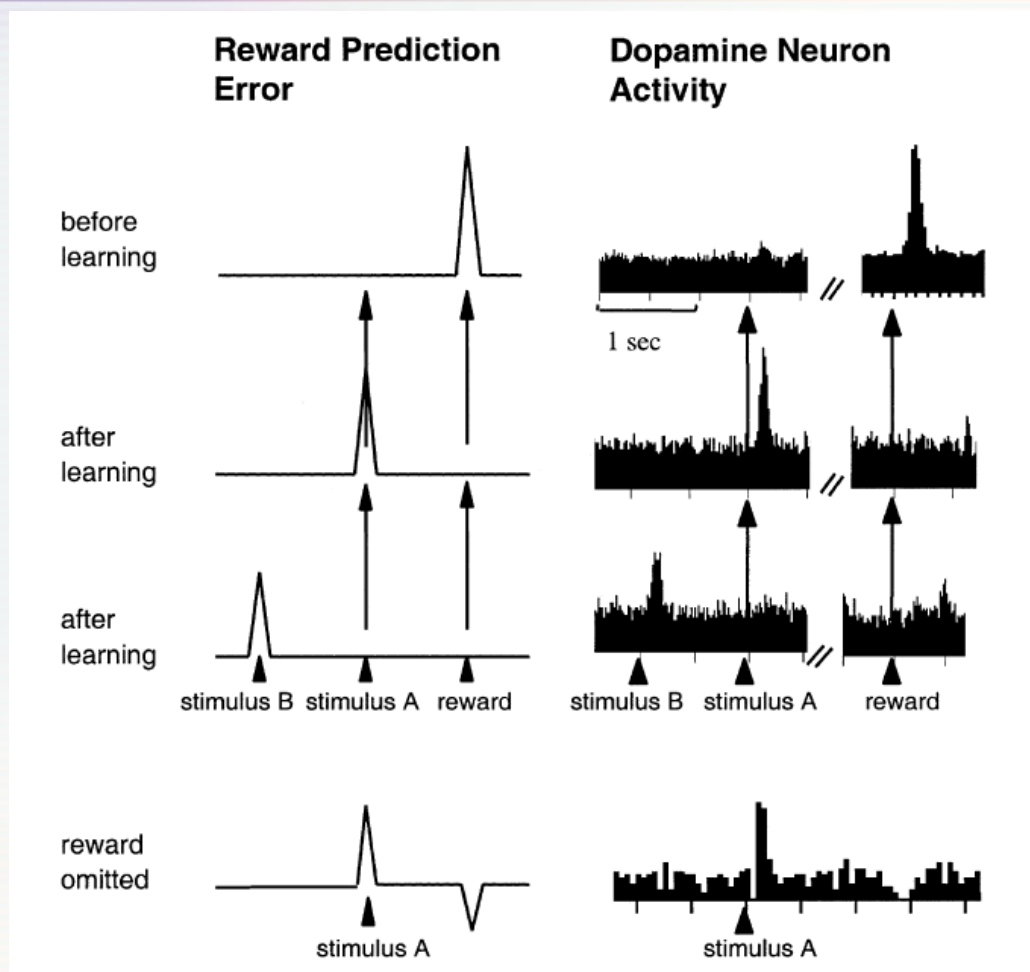 Reward Prediction
Error
Dopamine Neuron
Activity
before
learning
1 sec
after
learning
after
learning
stimulus B stimulus A reward
stimulus B stimulus A reward
reward
omitted
stimulus A
stimulus A